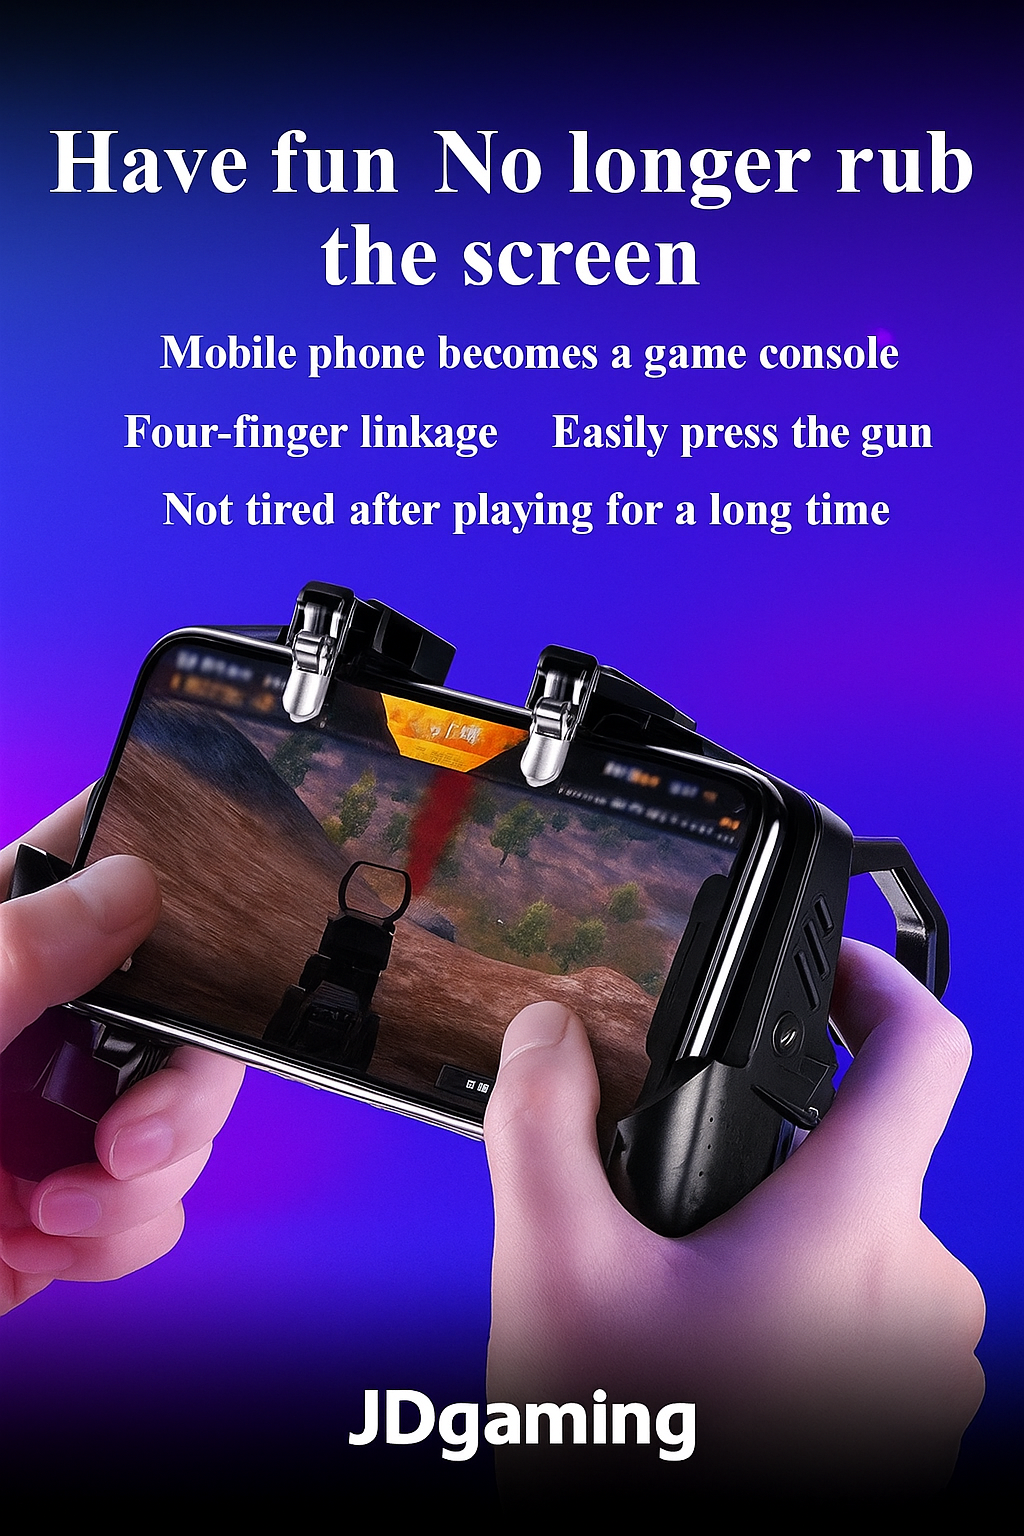 Have fun No longer rub
the screen
Mobile phone becomes a game console
Four-finger linkage Easily press the gun
Not tired after playing for a long time
JDgaming